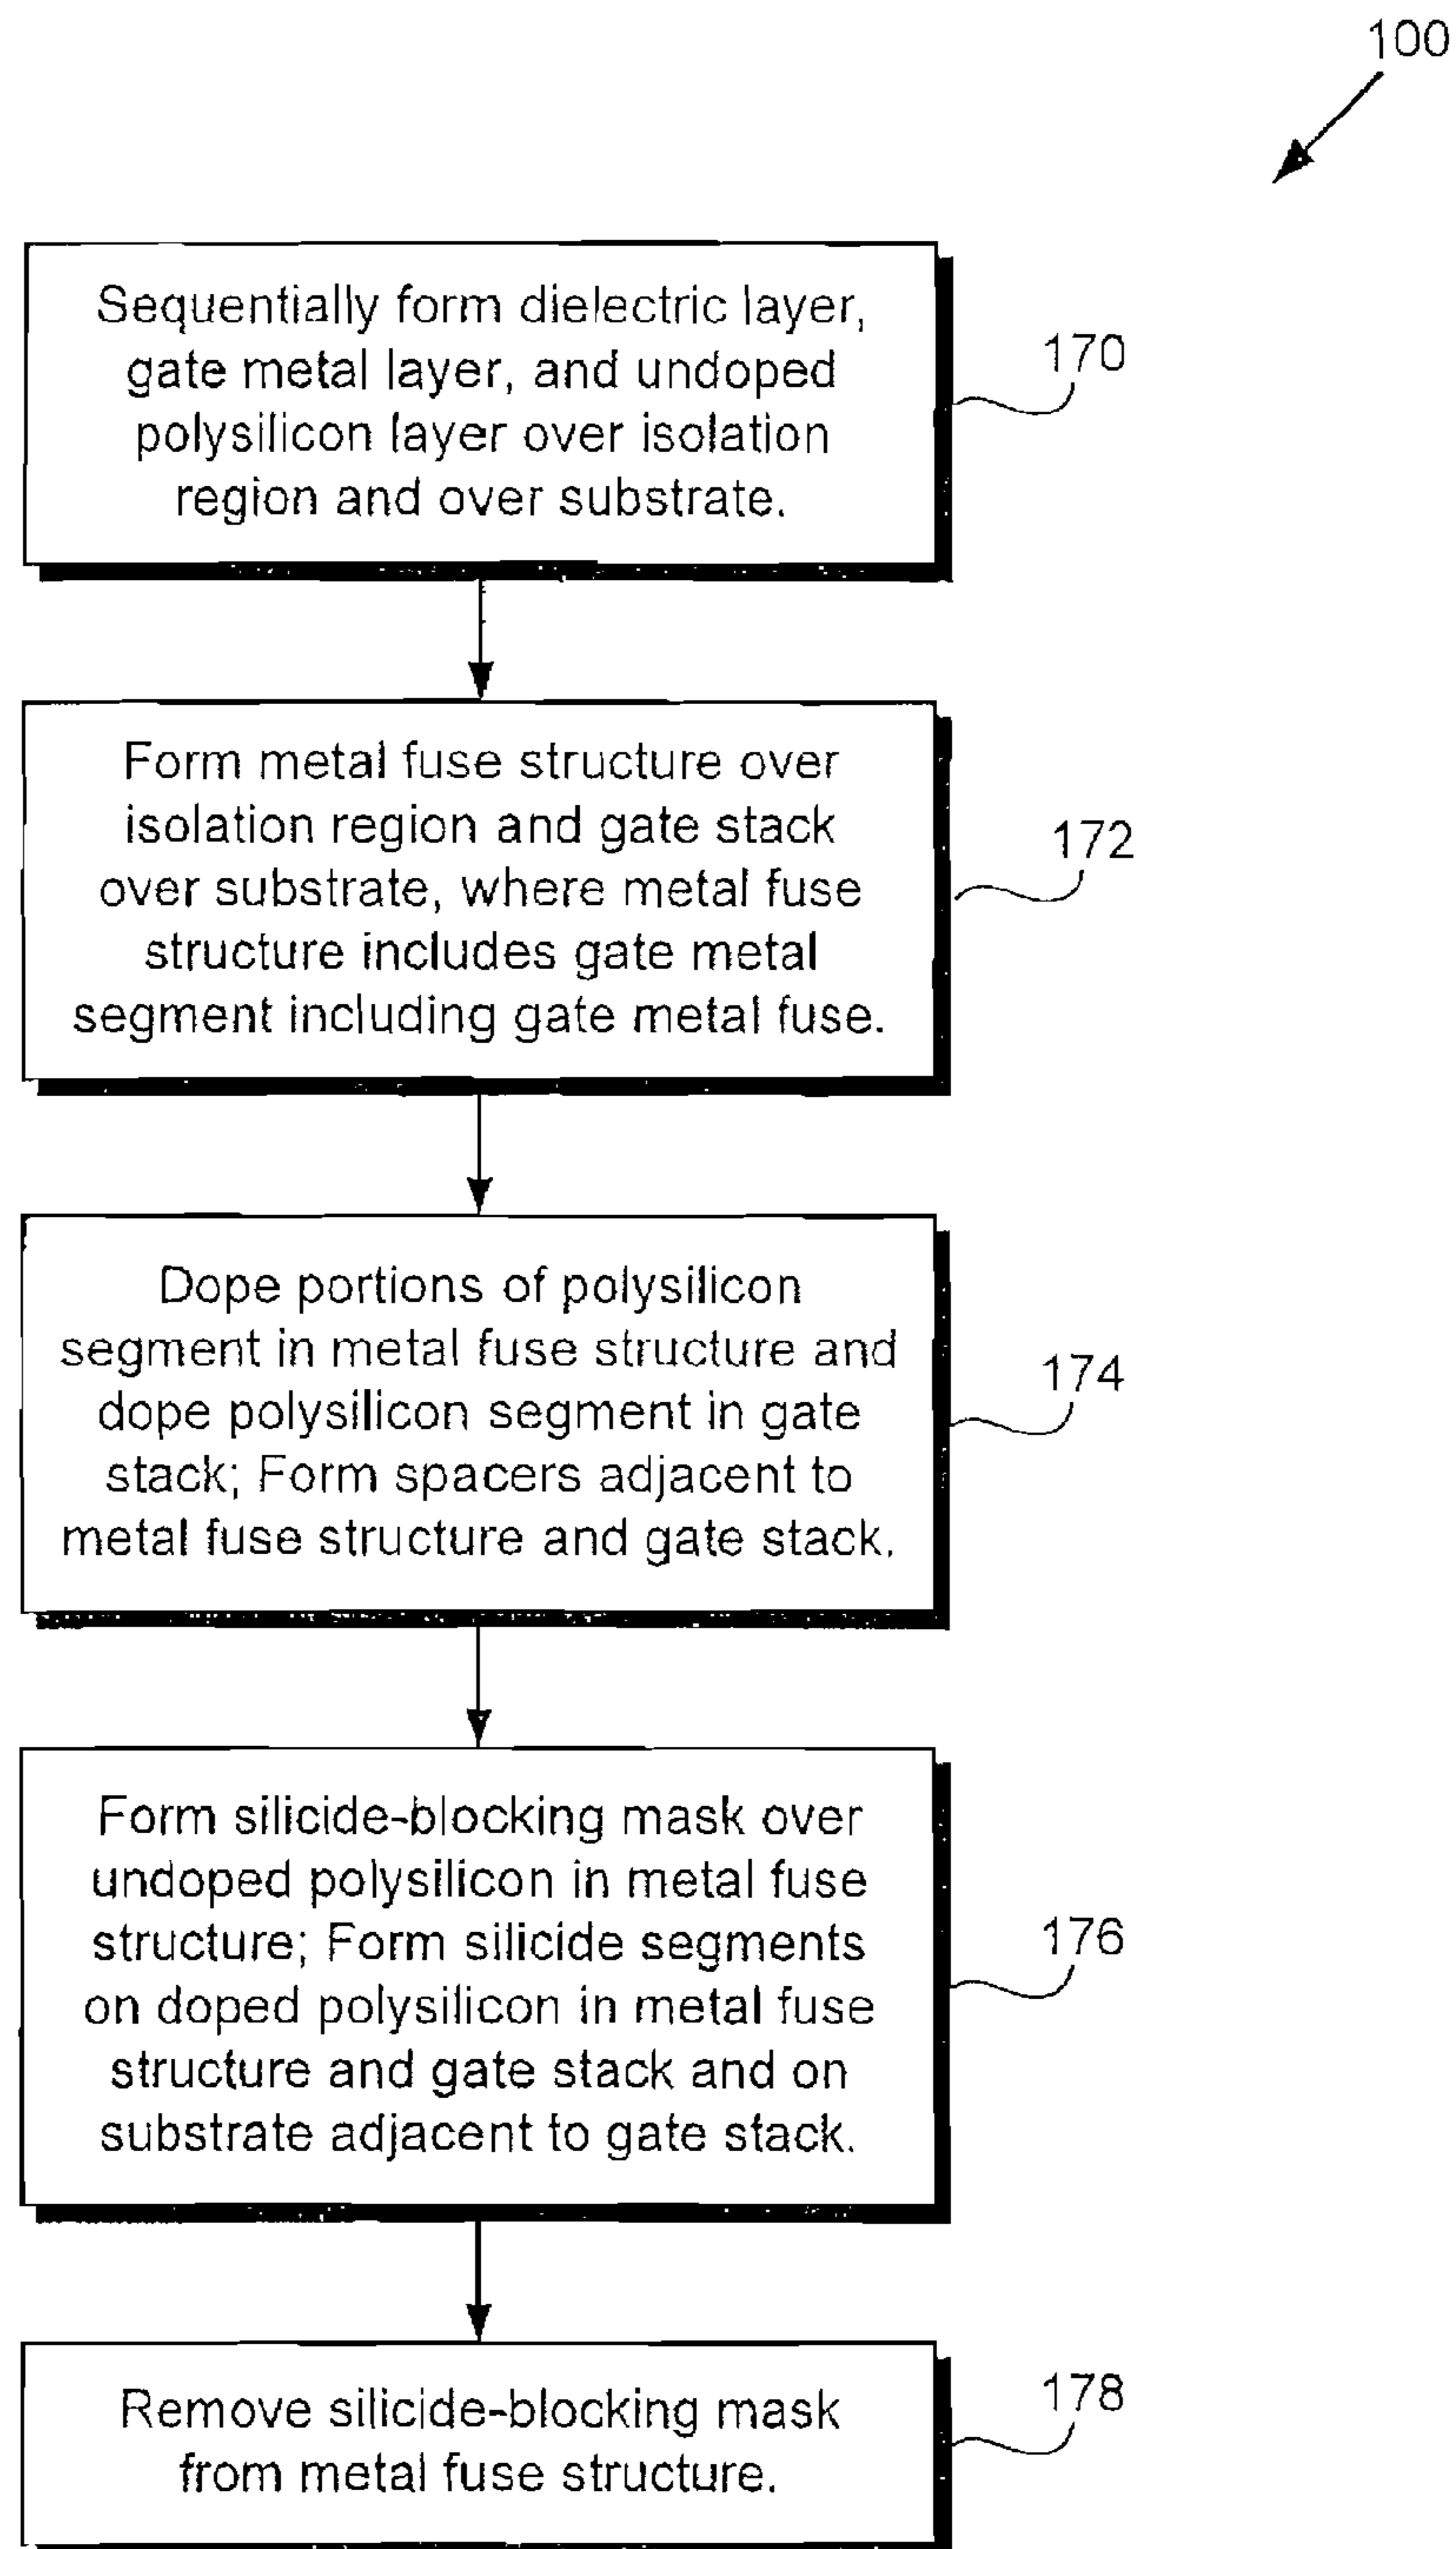 100
Sequentially form dielectric layer,
gate metal layer, and undoped
polysilicon layer over isolation
region and over substrate.
170
Form metal fuse structure over
isolation region and gate stack
over substrate, where metal fuse
structure includes gate metal
segment including gate metal fuse.
172
Dope portions of polysilicon
segment in metal fuse structure and
dope polysilicon segment in gate
stack; Form spacers adjacent to
metal fuse structure and gate stack.
174
Form silicide-blocking mask over
undoped polysilicon in metal fuse
structure; Form silicide segments
on doped polysilicon in metal fuse
structure and gate stack and on
substrate adjacent to gate stack.
176
Remove silicide-blocking mask
from metal fuse structure.
178